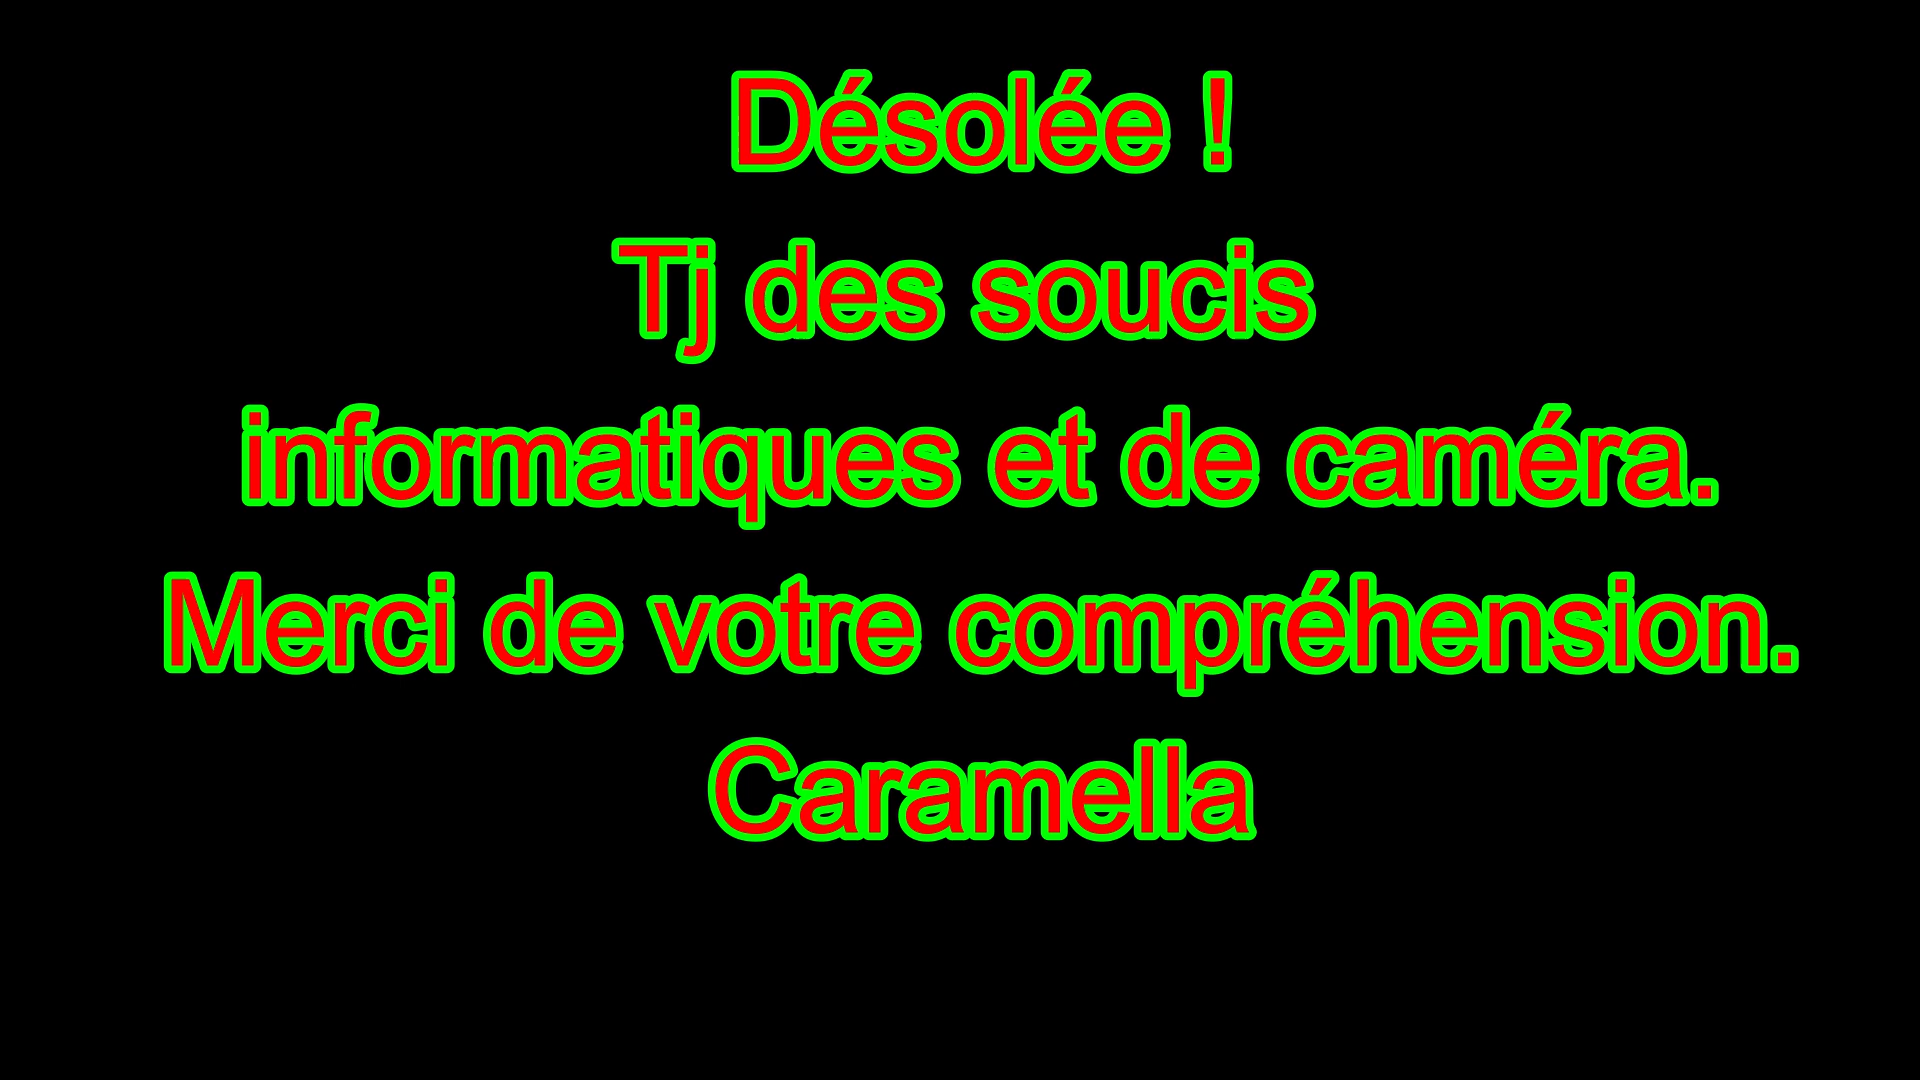 Désolée !
Tj des soucis
informatiques et de caméra.
Merci de votre compréhension.
Caramella